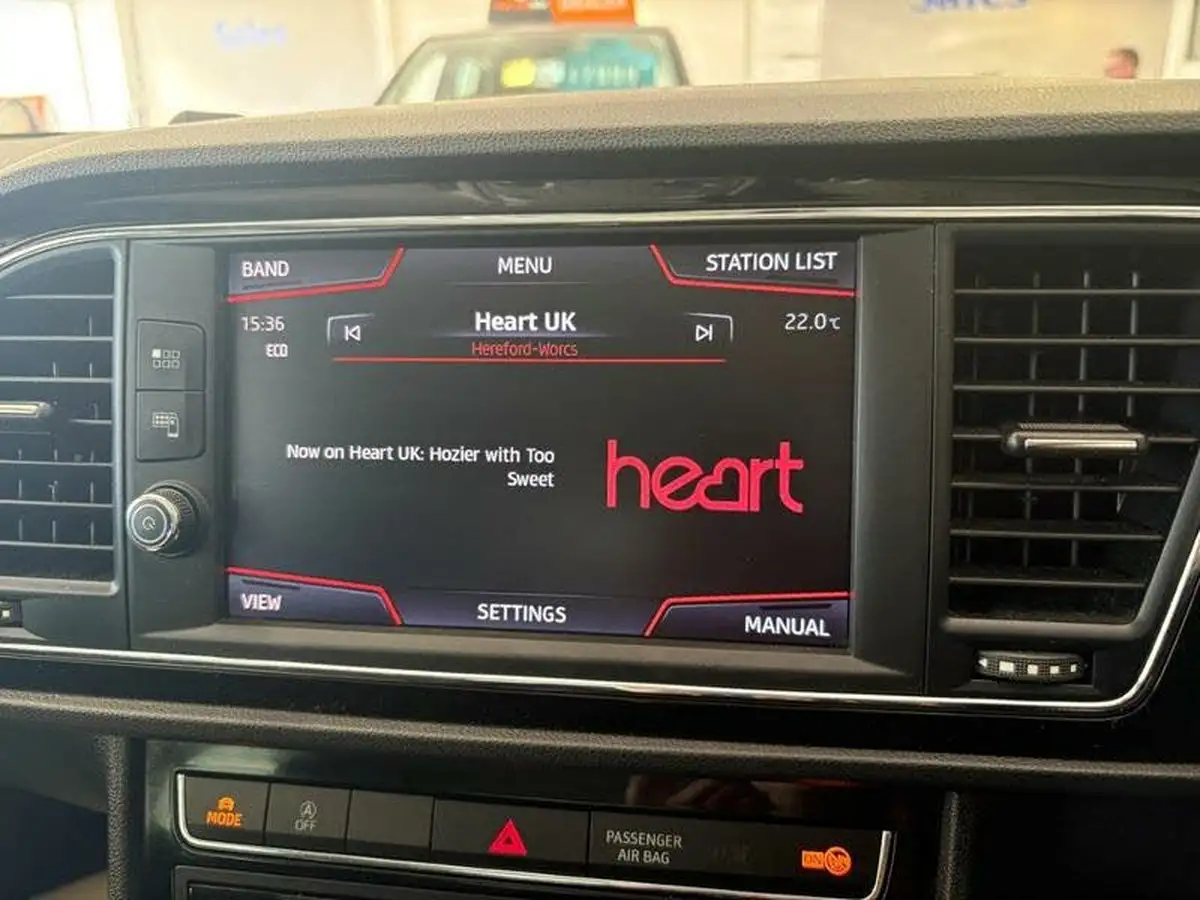 Sales
BAND
MENU
STATION LIST
15:36
Heart UK
22.0℃
ECO
Hereford-Worcs
Now on Heart UK: Hozier with Too
Sweet
heart
VIEW
SETTINGS
MANUAL
MODE
A
OFF
PASSENGER
AIR BAG
ON